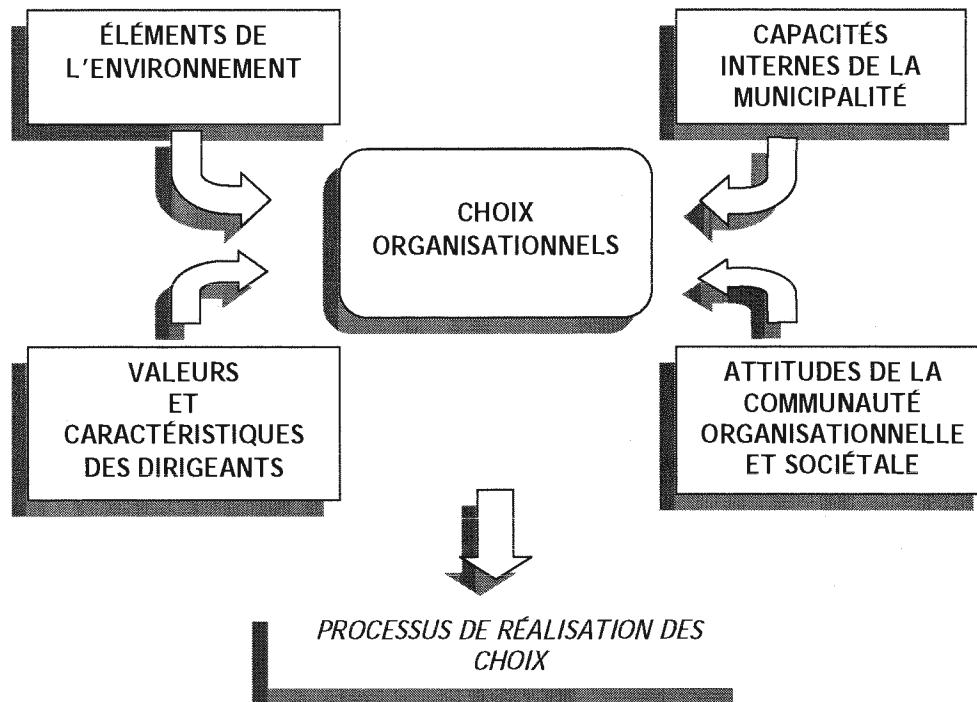 ÉLÉMENTS DE
L'ENVIRONNEMENT
CAPACITÉS
INTERNES DE LA
MUNICIPALITÉ
CHOIX
ORGANISATIONNELS
VALEURS
ET
CARACTÉRISTIQUES
DES DIRIGEANTS
ATTITUDES DE LA
COMMUNAUTÉ
ORGANISATIONNELLE
ET SOCIÉTALE
PROCESSUS DE RÉALISATION DES
CHOIX